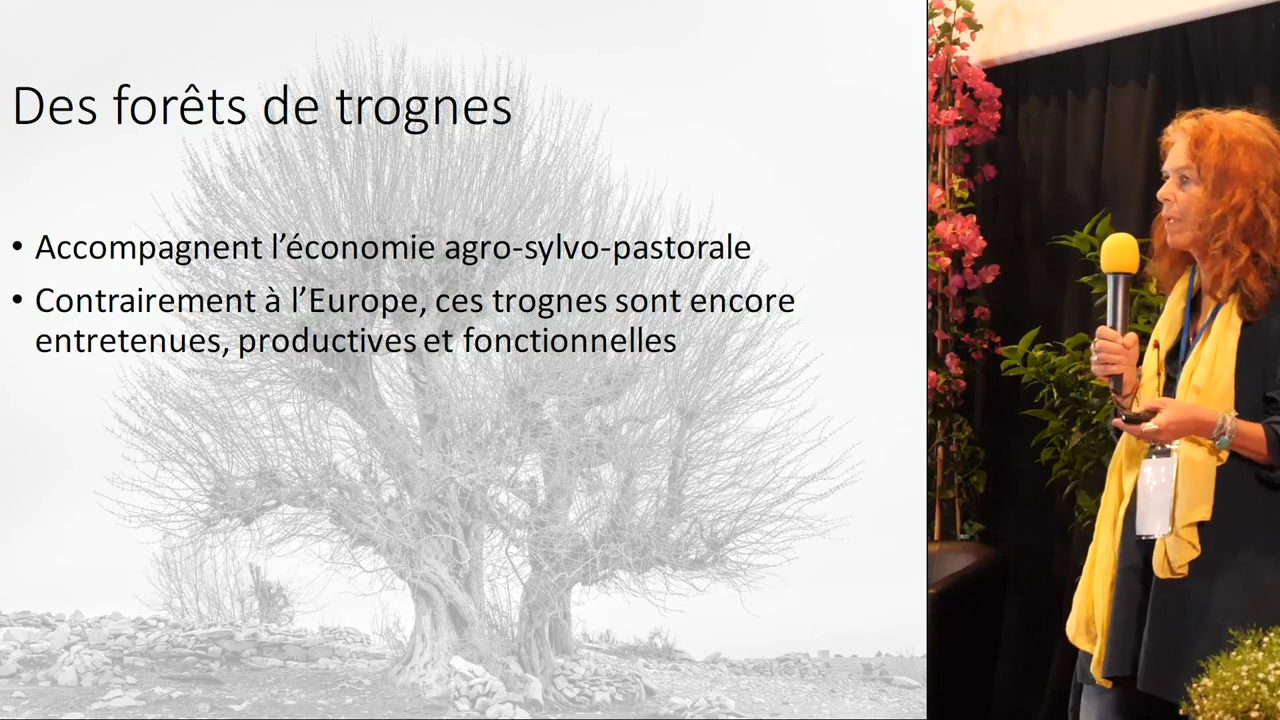 Des forêts de trognes
• Accompagnent l’économie agro-sylvo-pastorale
• Contrairement à l’Europe, ces trognes sont encore
entretenues, productives et fonctionnelles